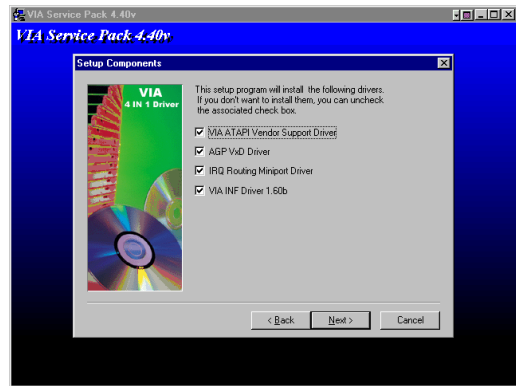 VIA Service Pack 4.40v
VIA Service Pack 4.40v
Setup Components
VIA
4 IN 1 Driver
This setup program will install the following drivers.
If you don't want to install them, you can uncheck
the associated check box.
VIA ATAPI Vendor Support Driver
AGP VxD Driver
IRQ Routing Miniport Driver
VIA INF Driver 1.60b
< Back
Next >
Cancel